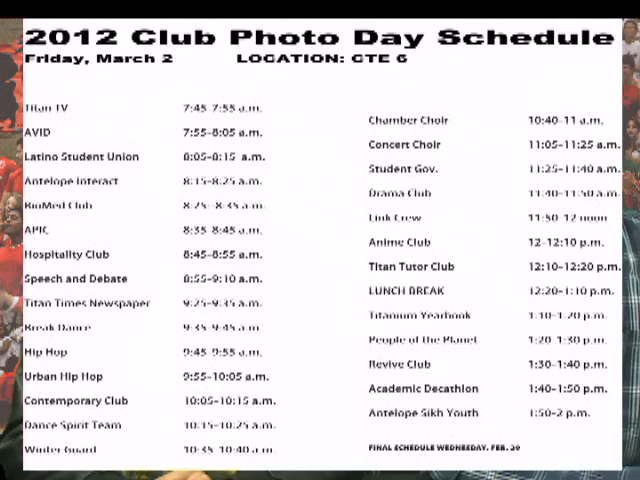 2012 Club Photo Day Schedule
Friday, March 2 LOCATION: CTE 6
Titan TV 7:45-7:55 a.m.
AVID 7:55-8:05 a.m.
Latino Student Union 8:05-8:15 a.m.
Antelope Interact 8:15-8:25 a.m.
BioMed Club 8:25-8:35 a.m.
APIC 8:35-8:45 a.m.
Hospitality Club 8:45-8:55 a.m.
Speech and Debate 8:55-9:10 a.m.
Titan Times Newspaper 9:25-9:35 a.m.
Break Dance 9:35-9:45 a.m.
Hip Hop 9:45-9:55 a.m.
Urban Hip Hop 9:55-10:05 a.m.
Contemporary Club 10:05-10:15 a.m.
Dance Spirit Team 10:15-10:25 a.m.
Winter Guard 10:35-10:40 a.m.
Chamber Choir 10:40-11 a.m.
Concert Choir 11:05-11:25 a.m.
Student Gov. 11:25-11:40 a.m.
Drama Club 11:40-11:50 a.m.
Link Crew 11:50-12 noon
Anime Club 12-12:10 p.m.
Titan Tutor Club 12:10-12:20 p.m.
LUNCH BREAK 12:20-1:10 p.m.
Titanium Yearbook 1:10-1:20 p.m.
People of the Planet 1:20-1:30 p.m.
Revive Club 1:30-1:40 p.m.
Academic Decathlon 1:40-1:50 p.m.
Antelope Sikh Youth 1:50-2 p.m.
FINAL SCHEDULE WEDNESDAY, FEB. 29